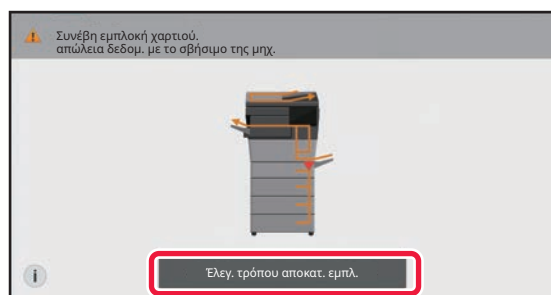 Συνέβη εμπλοκή χαρτιού.
απώλεια δεδομ. με το σβήσιμο της μηχ.
i
Έλεγ. τρόπου αποκατ. εμπλ.